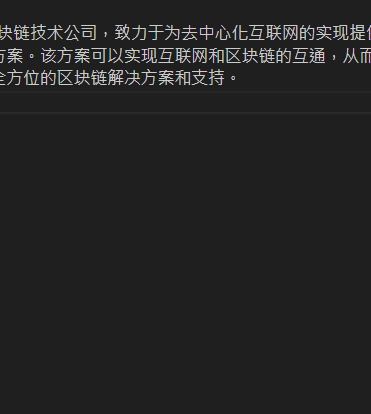 块链技术公司，致力于为去中心化互联网的实现提
方案。该方案可以实现互联网和区块链的互通，从而
全方位的区块链解决方案和支持。